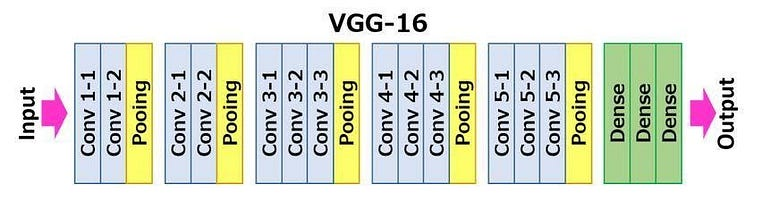 VGG-16
Input
Conv 1-1
Conv 1-2
Pooing
Conv 2-1
Conv 2-2
Pooing
Conv 3-1
Conv 3-2
Conv 3-3
Pooing
Conv 4-1
Conv 4-2
Conv 4-3
Pooing
Conv 5-1
Conv 5-2
Conv 5-3
Pooing
Dense
Dense
Dense
Output